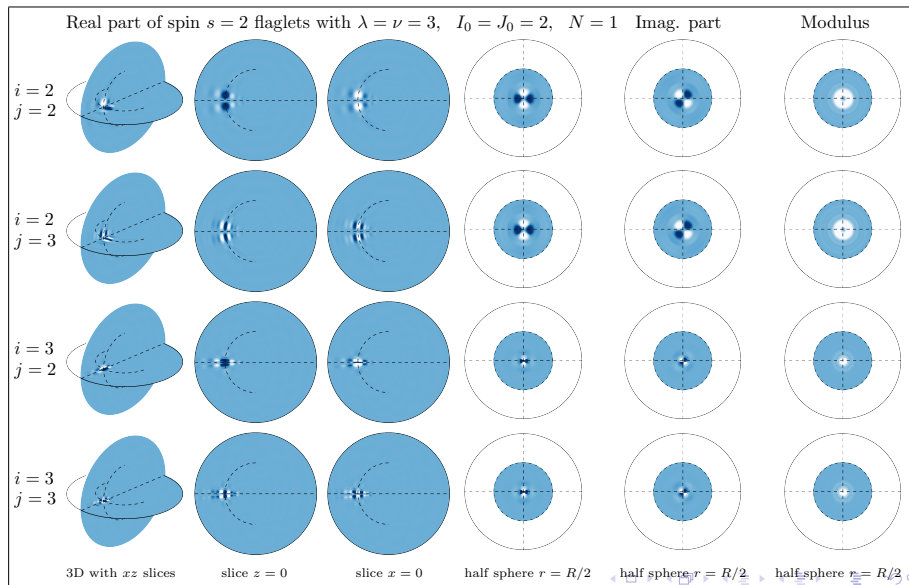 Real part of spin s = 2 flaglets with λ = ν = 3, I₀ = J₀ = 2, N = 1 Imag. part Modulus
i = 2
j = 2
i = 2
j = 3
i = 3
j = 2
i = 3
j = 3
3D with xz slices slice z = 0 slice x = 0 half sphere r = R/2 half sphere r = R/2 half sphere r = R/2